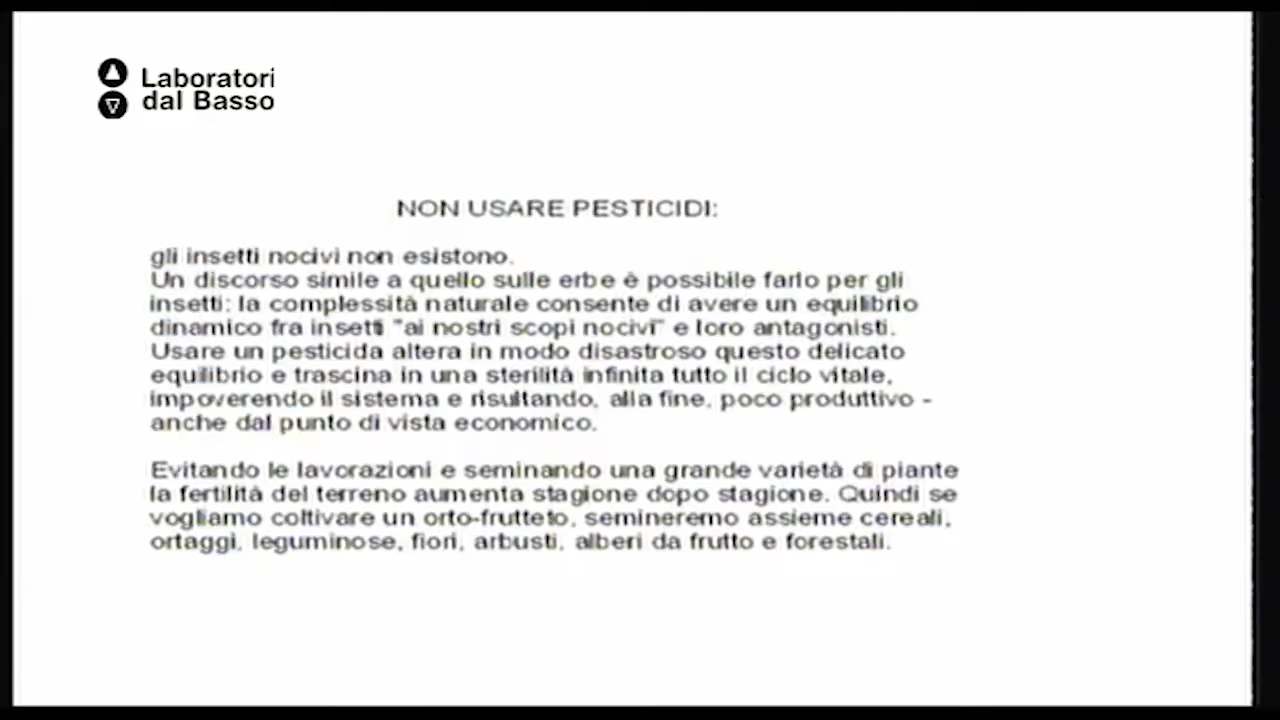 Laboratori
dal Basso
NON USARE PESTICIDI:
gli insetti nocivi non esistono.
Un discorso simile a quello sulle erbe è possibile farlo per gli
insetti: la complessità naturale consente di avere un equilibrio
dinamico fra insetti "ai nostri scopi nocivi" e loro antagonisti.
Usare un pesticida altera in modo disastroso questo delicato
equilibrio e trascina in una sterilità infinita tutto il ciclo vitale,
impoverendo il sistema e risultando, alla fine, poco produttivo -
anche dal punto di vista economico.
Evitando le lavorazioni e seminando una grande varietà di piante
la fertilità del terreno aumenta stagione dopo stagione. Quindi se
vogliamo coltivare un orto-frutteto, semineremo assieme cereali,
ortaggi, leguminose, fiori, arbusti, alberi da frutto e forestali.